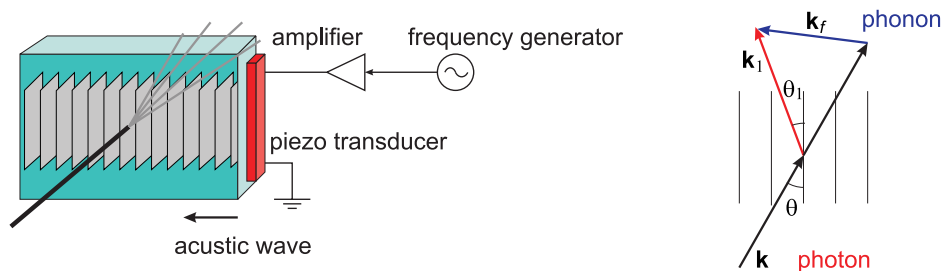 amplifier
frequency generator
piezo transducer
acustic wave
k_f
phonon
k_1
θ_1
θ
k
photon